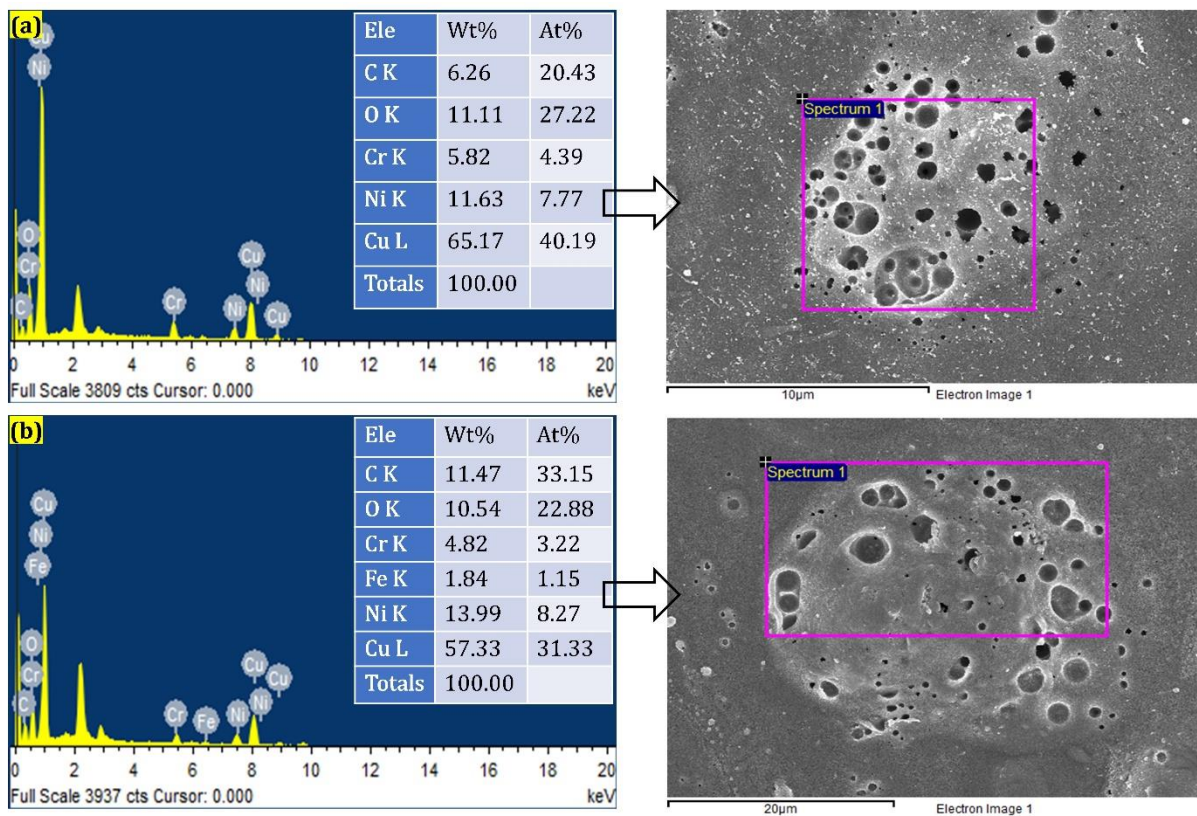 (a)
Cu
Ni
O
Cr
C
Cr
Ni
Cu
Ni
Cu
0 2 4 6 8 10 12 14 16 18 20
Full Scale 3809 cts Cursor: 0.000 keV
Ele Wt% At%
C K 6.26 20.43
O K 11.11 27.22
Cr K 5.82 4.39
Ni K 11.63 7.77
Cu L 65.17 40.19
Totals 100.00
Spectrum 1
10µm Electron Image 1
(b)
Cu
Ni
Fe
O
Cr
C
Cr
Fe
Ni
Cu
Ni
Cu
0 2 4 6 8 10 12 14 16 18 20
Full Scale 3937 cts Cursor: 0.000 keV
Ele Wt% At%
C K 11.47 33.15
O K 10.54 22.88
Cr K 4.82 3.22
Fe K 1.84 1.15
Ni K 13.99 8.27
Cu L 57.33 31.33
Totals 100.00
Spectrum 1
20µm Electron Image 1